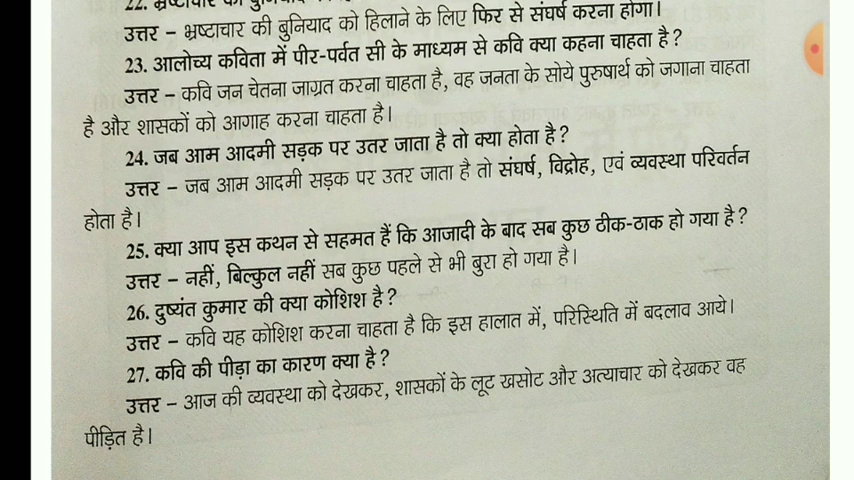 22. भ्रष्टाचार की
उत्तर – भ्रष्टाचार की बुनियाद को हिलाने के लिए फिर से संघर्ष करना होगा।
23. आलोच्य कविता में पीर-पर्वत सी के माध्यम से कवि क्या कहना चाहता है?
उत्तर – कवि जन चेतना जाग्रत करना चाहता है, वह जनता के सोये पुरुषार्थ को जगाना चाहता
है और शासकों को आगाह करना चाहता है।
24. जब आम आदमी सड़क पर उतर जाता है तो क्या होता है?
उत्तर – जब आम आदमी सड़क पर उतर जाता है तो संघर्ष, विद्रोह, एवं व्यवस्था परिवर्तन
होता है।
25. क्या आप इस कथन से सहमत हैं कि आजादी के बाद सब कुछ ठीक-ठाक हो गया है?
उत्तर – नहीं, बिल्कुल नहीं सब कुछ पहले से भी बुरा हो गया है।
26. दुष्यंत कुमार की क्या कोशिश है?
उत्तर – कवि यह कोशिश करना चाहता है कि इस हालात में, परिस्थिति में बदलाव आये।
27. कवि की पीड़ा का कारण क्या है?
उत्तर – आज की व्यवस्था को देखकर, शासकों के लूट खसोट और अत्याचार को देखकर वह
पीड़ित है।